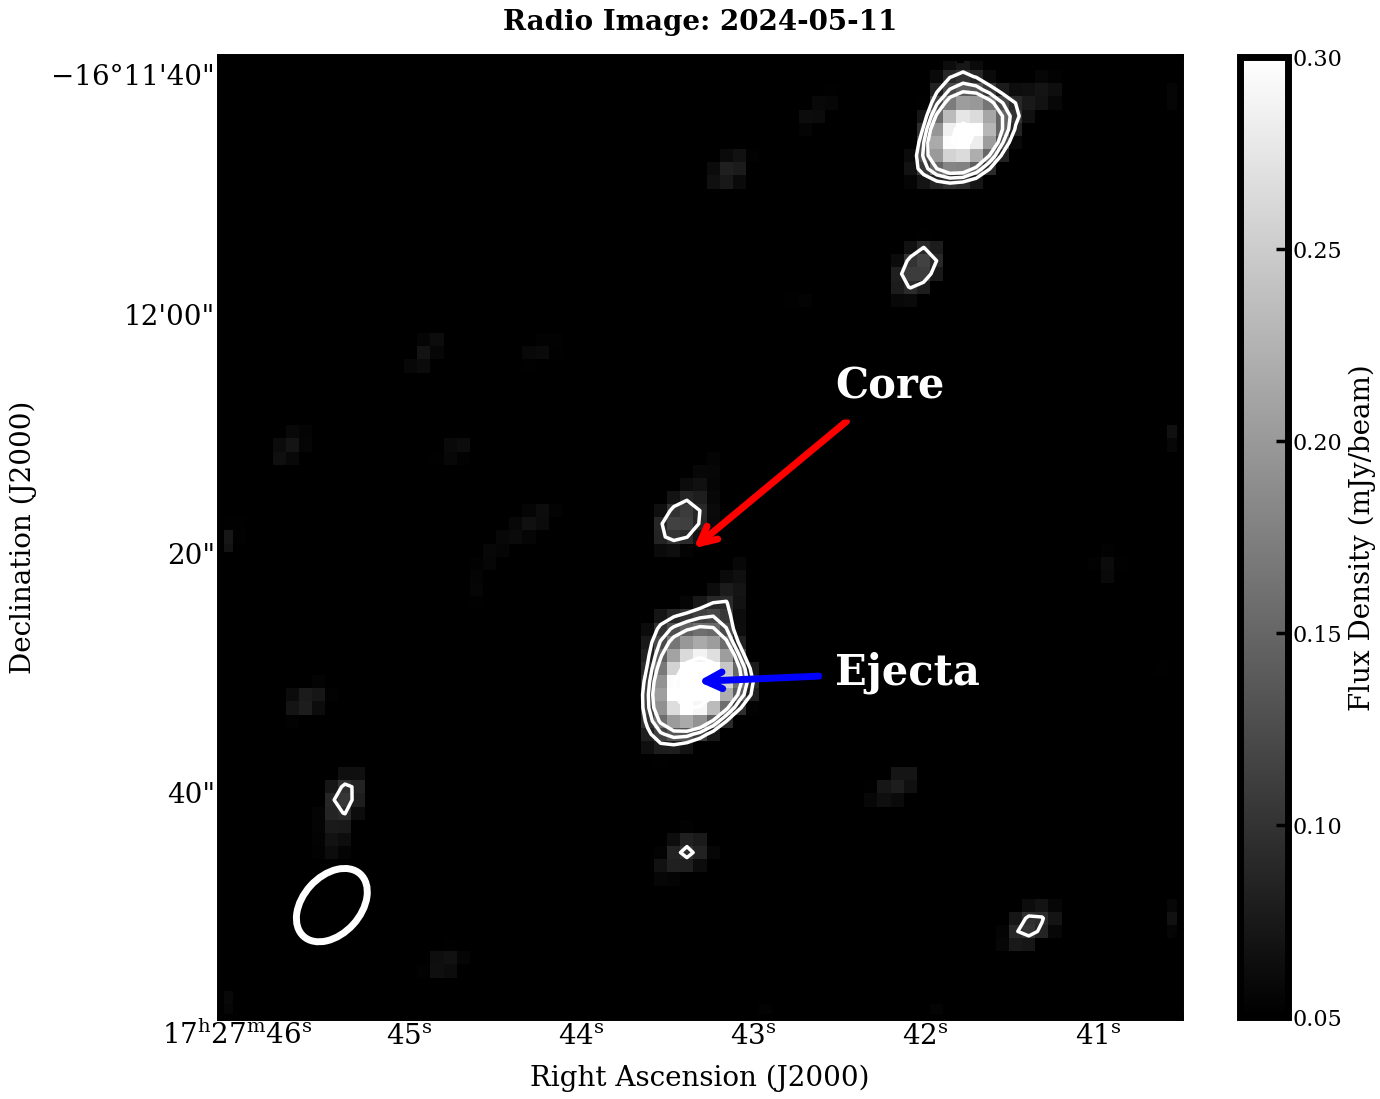 Radio Image: 2024-05-11
−16°11'40"
12'00"
20"
40"
Declination (J2000)
Core
Ejecta
17ʰ27ᵐ46ˢ
45ˢ
44ˢ
43ˢ
42ˢ
41ˢ
Right Ascension (J2000)
0.30
0.25
0.20
0.15
0.10
0.05
Flux Density (mJy/beam)